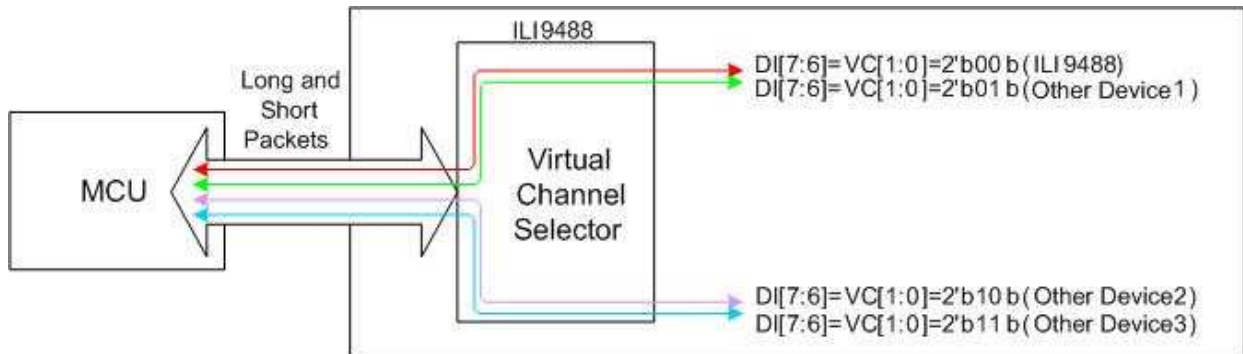 ILI9488
Long and
Short
Packets
MCU
Virtual
Channel
Selector
DI[7:6]=VC[1:0]=2'b00 b (ILI9488)
DI[7:6]=VC[1:0]=2'b01 b (Other Device1)
DI[7:6]=VC[1:0]=2'b10 b (Other Device2)
DI[7:6]=VC[1:0]=2'b11 b (Other Device3)